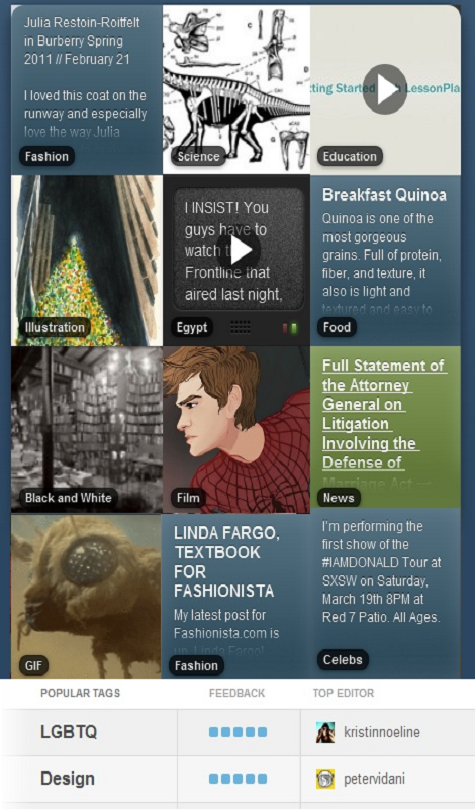 Julia Restoin-Roitfelt
in Burberry Spring
2011 // February 21
I loved this coat on the
runway and especially
love the way Julia
Fashion
Science
ting Started
LessonPla
Education
Illustration
I INSIST! You
guys have to
watch
Frontline that
aired last night,
Egypt
Breakfast Quinoa
Quinoa is one of the
most gorgeous
grains. Full of protein,
fiber, and texture, it
also is light and
textured and easy to
Food
Black and White
Film
Full Statement of
the Attorney
General on
Litigation
Involving the
Defense of
Marriage Act —
News
GIF
LINDA FARGO,
TEXTBOOK
FOR
FASHIONISTA
My latest post for
Fashionista.com is
up, Linda Fargo!
Fashion
I'm performing the
first show of the
#IAMDONALD Tour at
SXSW on Saturday,
March 19th 8PM at
Red 7 Patio. All Ages.
Celebs
POPULAR TAGS FEEDBACK TOP EDITOR
LGBTQ kristinnoeline
Design petervidani